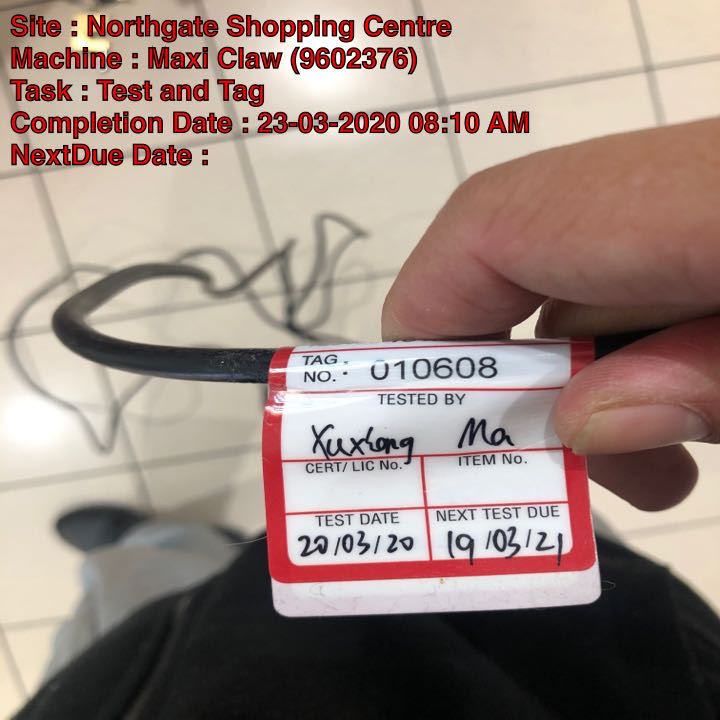 Site : Northgate Shopping Centre
Machine : Maxi Claw (9602376)
Task : Test and Tag
Completion Date : 23-03-2020 08:10 AM
NextDue Date :
TAG NO. : 010608
TESTED BY
Xuxiong Ma
CERT/ LIC No. ITEM No.
TEST DATE NEXT TEST DUE
20/03/20 19/03/21